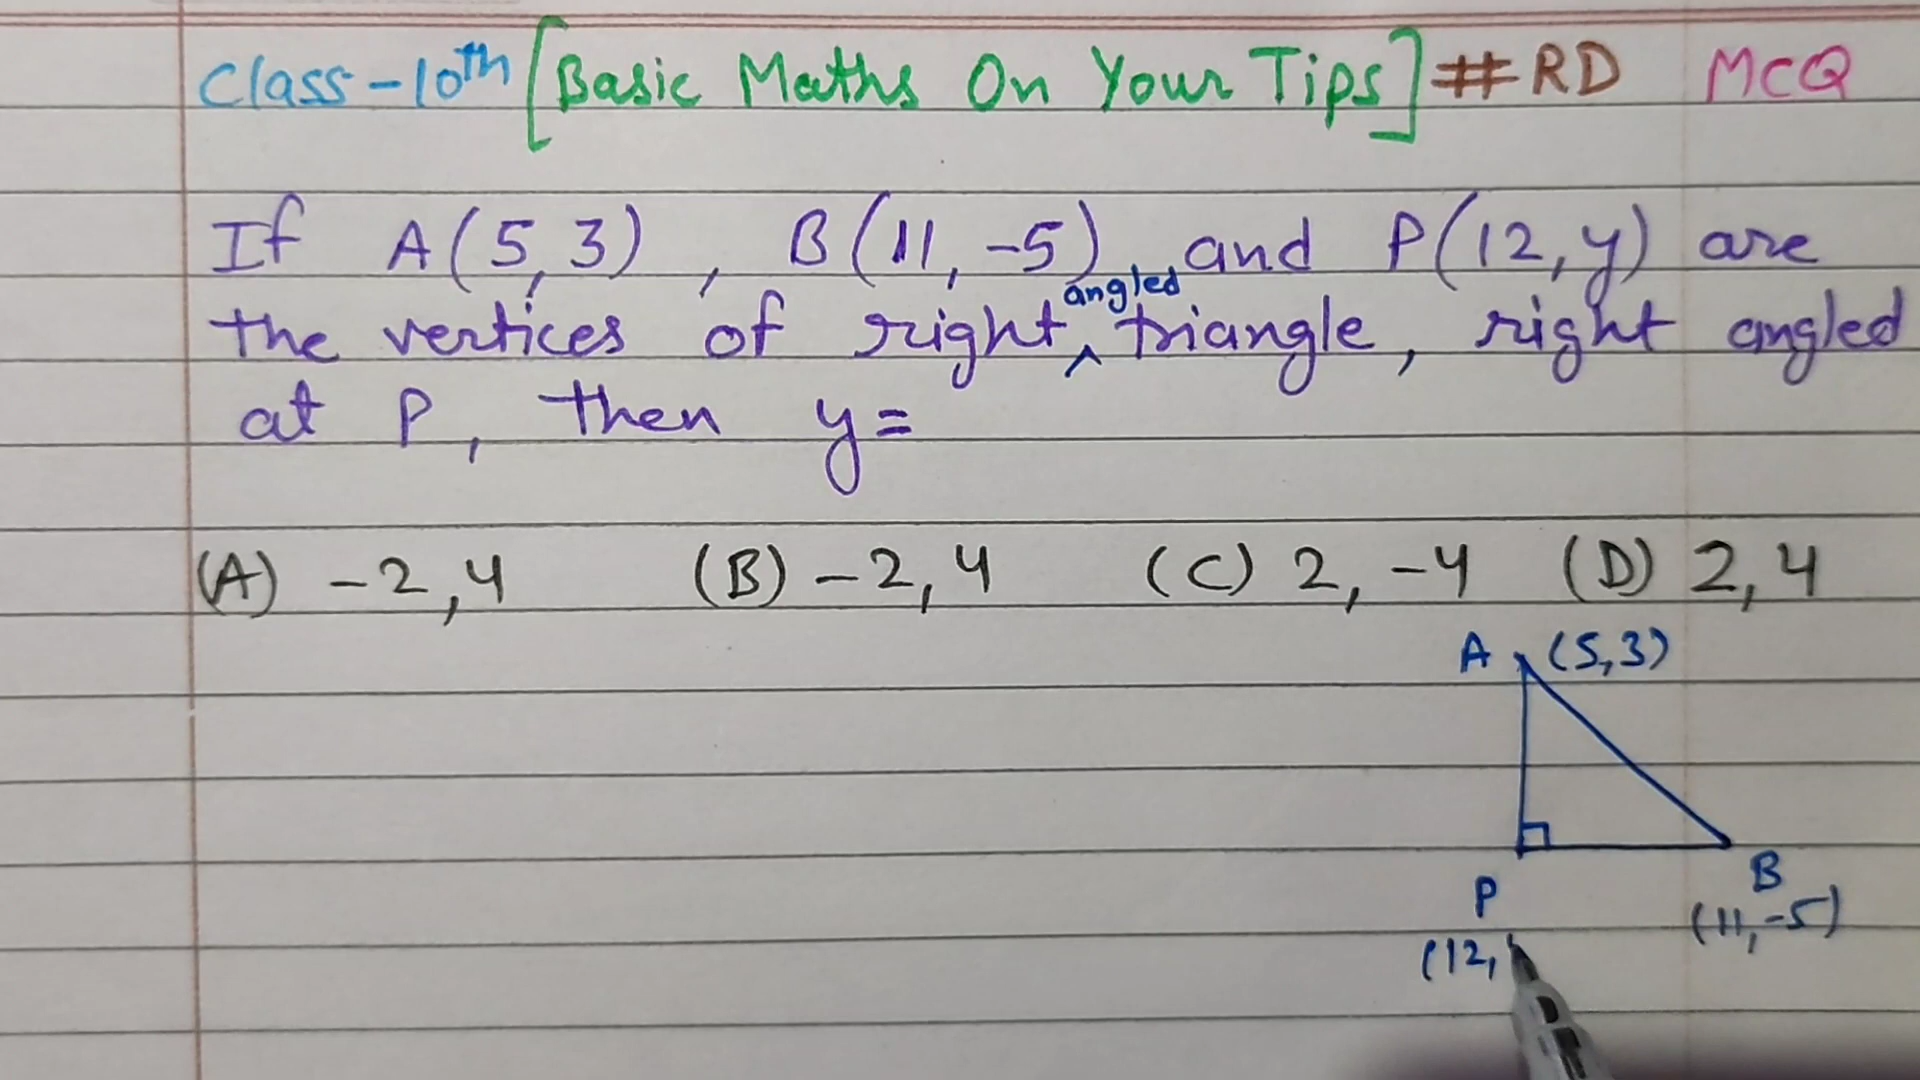 Class-10th [Basic Maths On Your Tips] #RD MCQ
If A(5,3), B(11,-5) and P(12,y) are
the vertices of right ^angled triangle, right angled
at P, then y=
(A) -2,4 (B) -2,4 (C) 2,-4 (D) 2,4
A (5,3)
P B
(12, (11,-5)